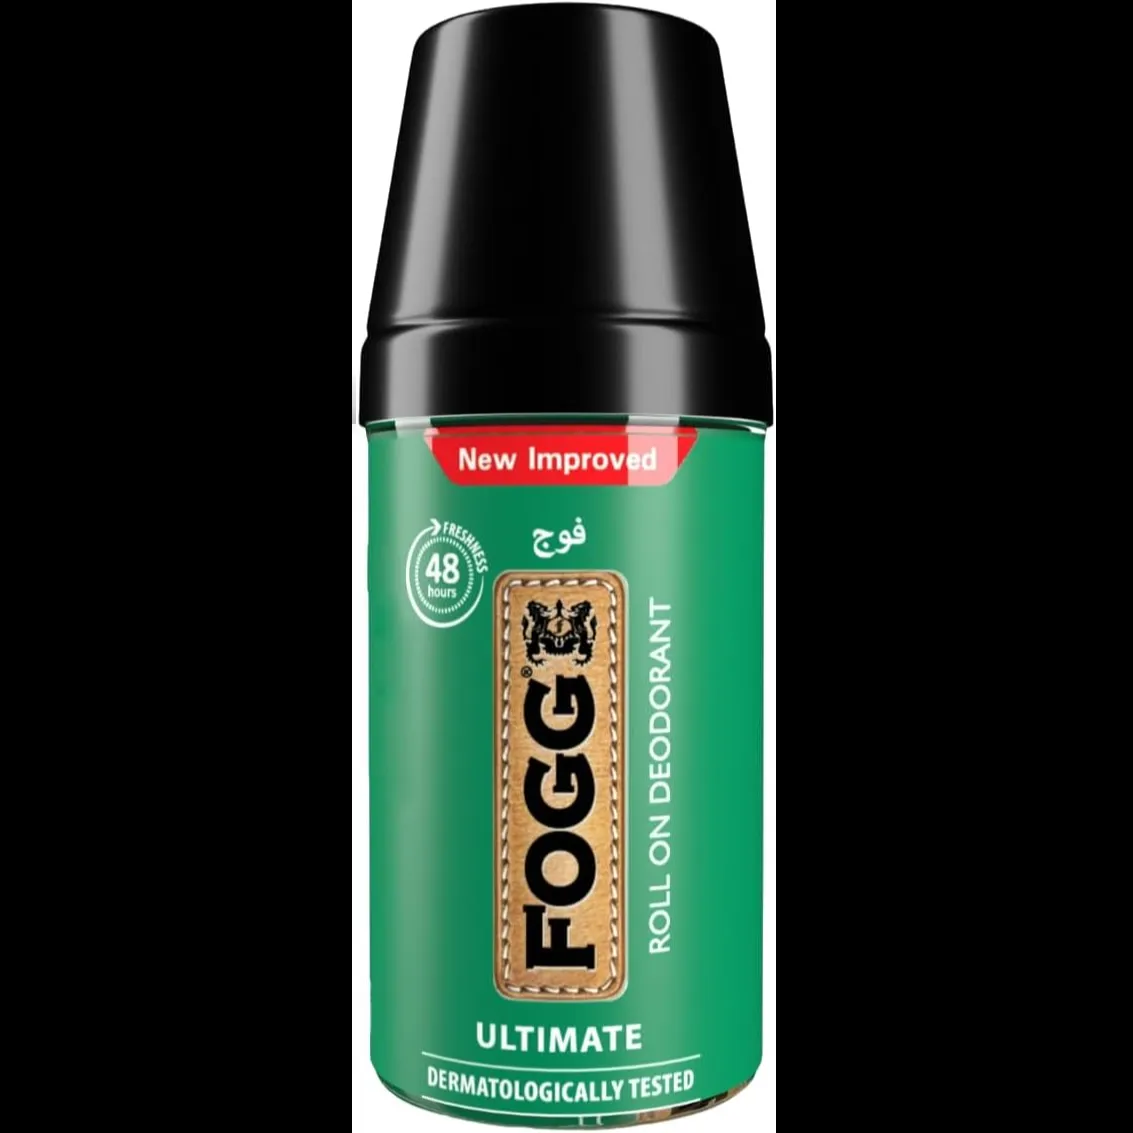 New Improved
فوج
FRESHNESS
48
hours
FOGG®
ROLL ON DEODORANT
ULTIMATE
DERMATOLOGICALLY TESTED